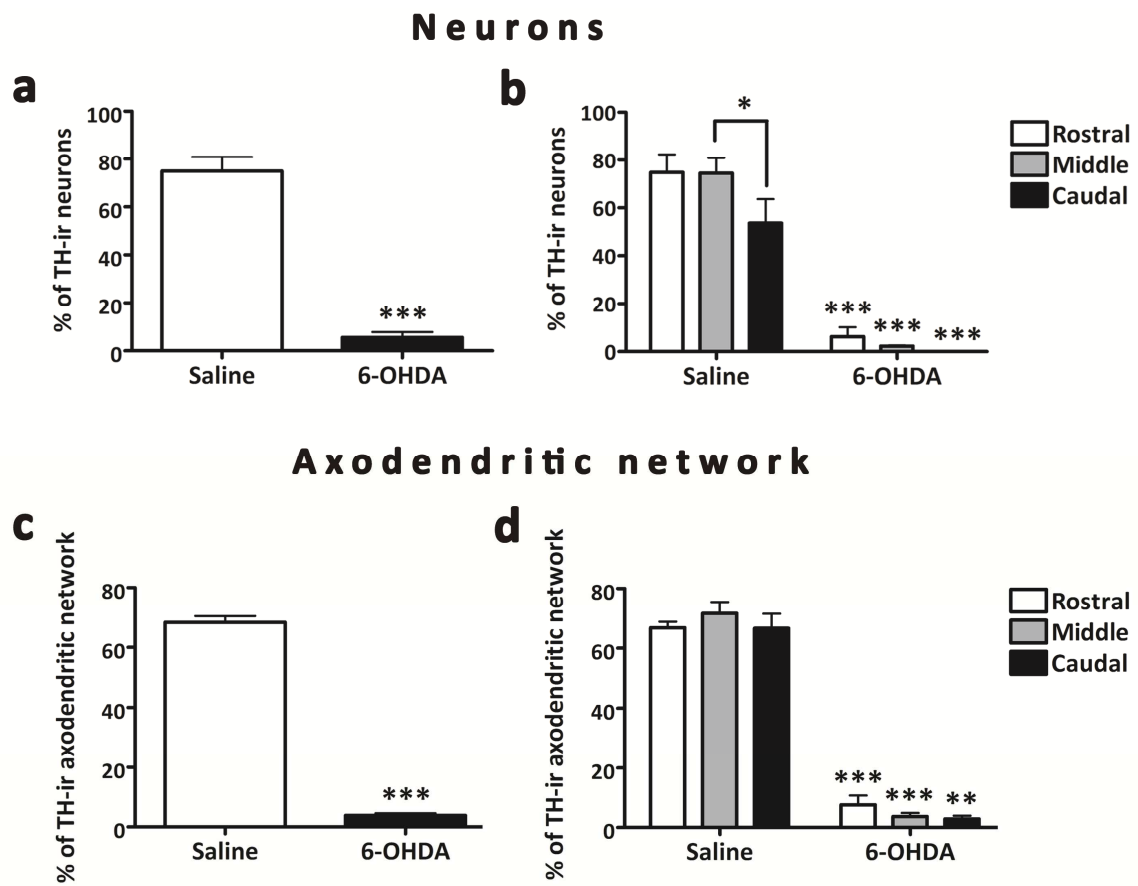 Neurons
a
b
% of TH-ir neurons
100
80
60
40
20
0
***
Saline
6-OHDA
% of TH-ir neurons
100
80
60
40
20
0
*
***
***
***
Saline
6-OHDA
Rostral
Middle
Caudal
Axodendritic network
c
d
% of TH-ir axodendritic network
80
60
40
20
0
***
Saline
6-OHDA
% of TH-ir axodendritic network
80
60
40
20
0
***
***
**
Saline
6-OHDA
Rostral
Middle
Caudal